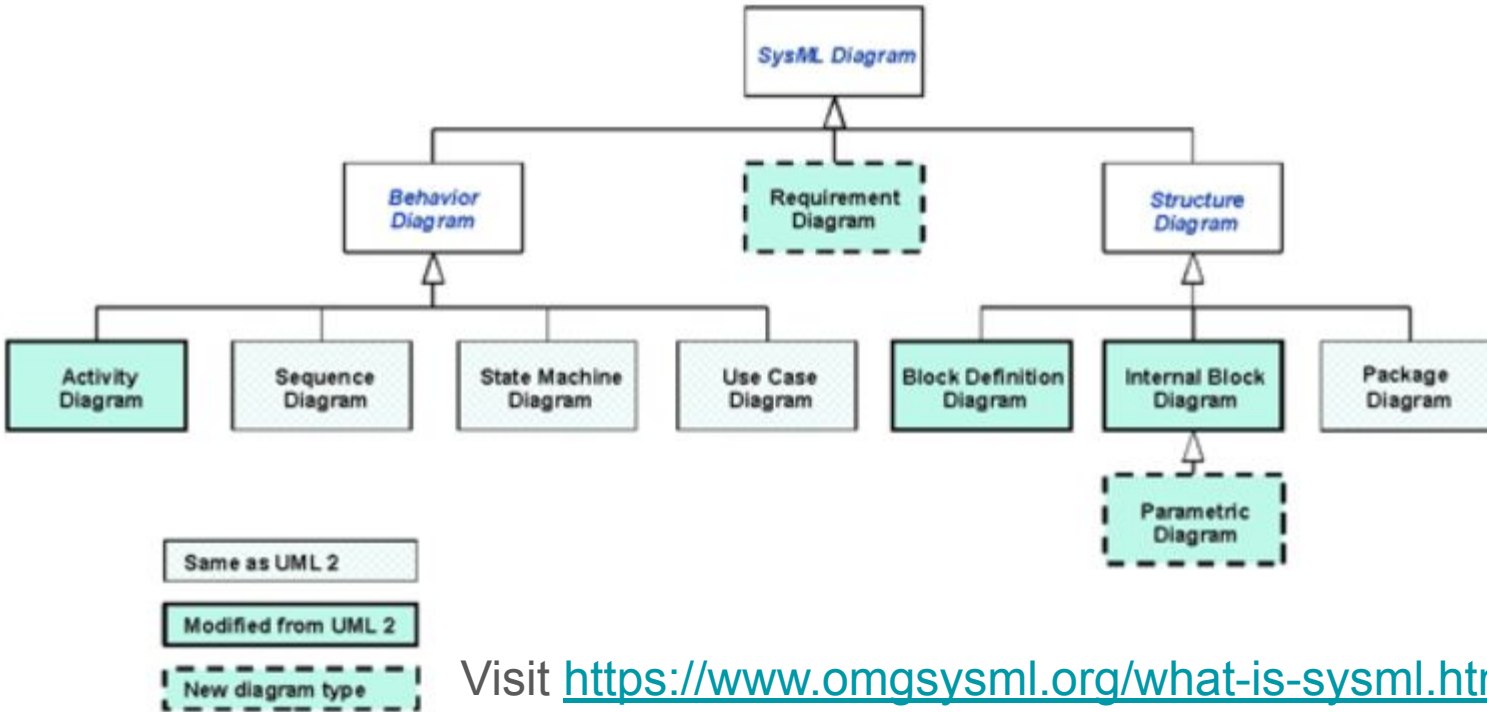 SysML Diagram
Behavior
Diagram
Requirement
Diagram
Structure
Diagram
Activity
Diagram
Sequence
Diagram
State Machine
Diagram
Use Case
Diagram
Block Definition
Diagram
Internal Block
Diagram
Package
Diagram
Parametric
Diagram
Same as UML 2
Modified from UML 2
New diagram type
Visit https://www.omgsysml.org/what-is-sysml.htm